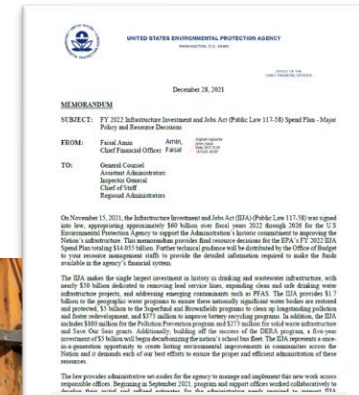 UNITED STATES ENVIRONMENTAL PROTECTION AGENCY
WASHINGTON, D.C. 20460
OFFICE OF THE
CHIEF FINANCIAL OFFICER
December 28, 2021
MEMORANDUM
SUBJECT: FY 2022 Infrastructure Investment and Jobs Act (Public Law 117-58) Spend Plan - Major
Policy and Resource Decisions
FROM: Faisal Amin Amin,
Chief Financial Officer Faisal
TO: General Counsel
Assistant Administrators
Inspector General
Chief of Staff
Regional Administrators
On November 15, 2021, the Infrastructure Investment and Jobs Act (IIJA) (Public Law 117-58) was signed
into law, appropriating approximately $60 billion over fiscal years 2022 through 2026 for the U.S.
Environmental Protection Agency to support the Administration's historic commitment to improving the
Nation's infrastructure. This memorandum provides final resource decisions for the EPA's FY 2022 IIJA
Spend Plan totaling billion. Further technical guidance will be distributed by the Office of Budget
to your resource management staffs to provide the detailed information required to make the funds
available in the agency's financial system.
The IIJA makes the single largest investment in history in drinking and wastewater infrastructure, with
nearly $50 billion dedicated to removing lead service lines, expanding clean and safe drinking water
infrastructure projects, and addressing emerging contaminants such as PFAS. The IIJA provides $1.7
billion to the geographic water programs to ensure these nationally significant water bodies are restored
and protected, $5 billion to the Superfund and Brownfields programs to clean up longstanding pollution
and foster redevelopment, and $375 million to improve battery recycling programs. In addition, the IIJA
includes $100 million for the Pollution Prevention program and $275 million for solid waste infrastructure
and Save Our Seas grants. Additionally, building off the success of the DERA program, a five-year
investment of $5 billion will begin decarbonizing the nation's school bus fleet. The IIJA represents a once-
in-a-generation opportunity to create lasting environmental improvements in communities across the
Nation and it demands each of our best efforts to ensure the proper and efficient administration of these
resources.
The law provides administrative set-asides for the agency to manage and implement this new work across
responsible offices. Beginning in September 2021, program and support offices worked collaboratively to